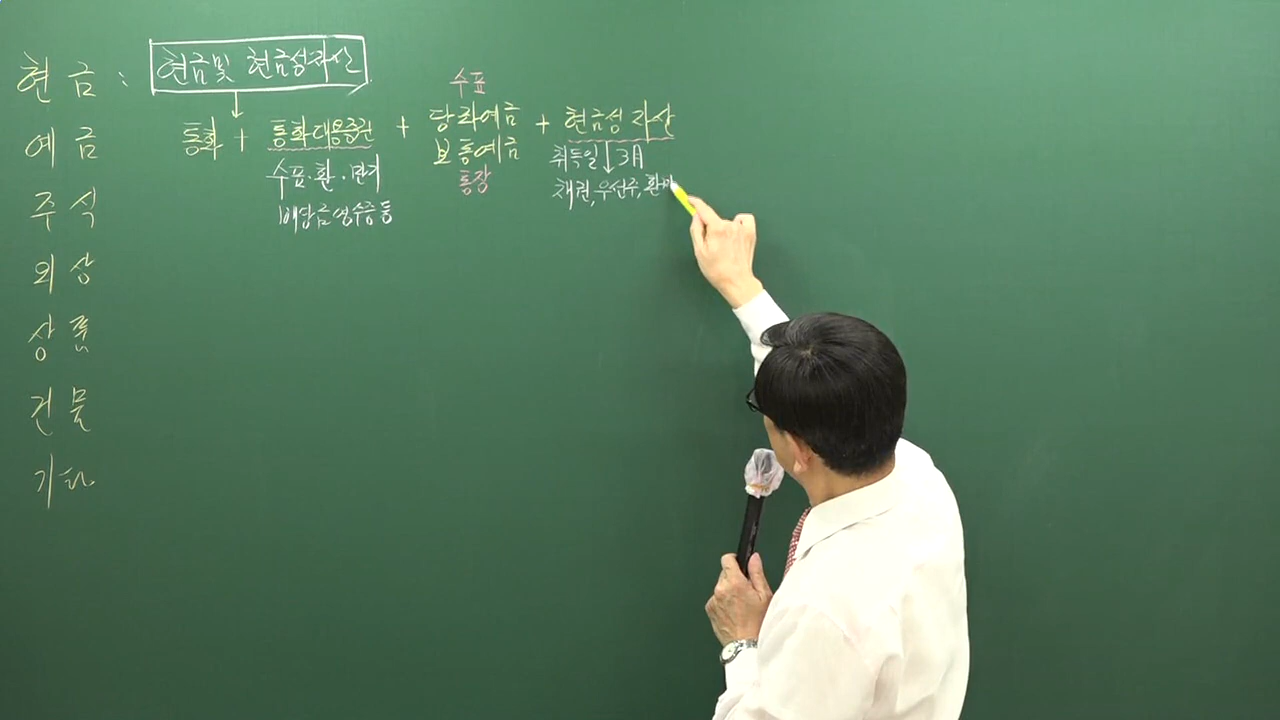 현금 : 현금및 현금성자산
수표
통화 + 통화대용증권 + 당좌예금 + 현금성 자산
예금
보통예금
취득일↓3月
수표·환·만기
통장
채권, 우선주, 환매
주식
배당금 영수증 등
외상
상품
건물
기타